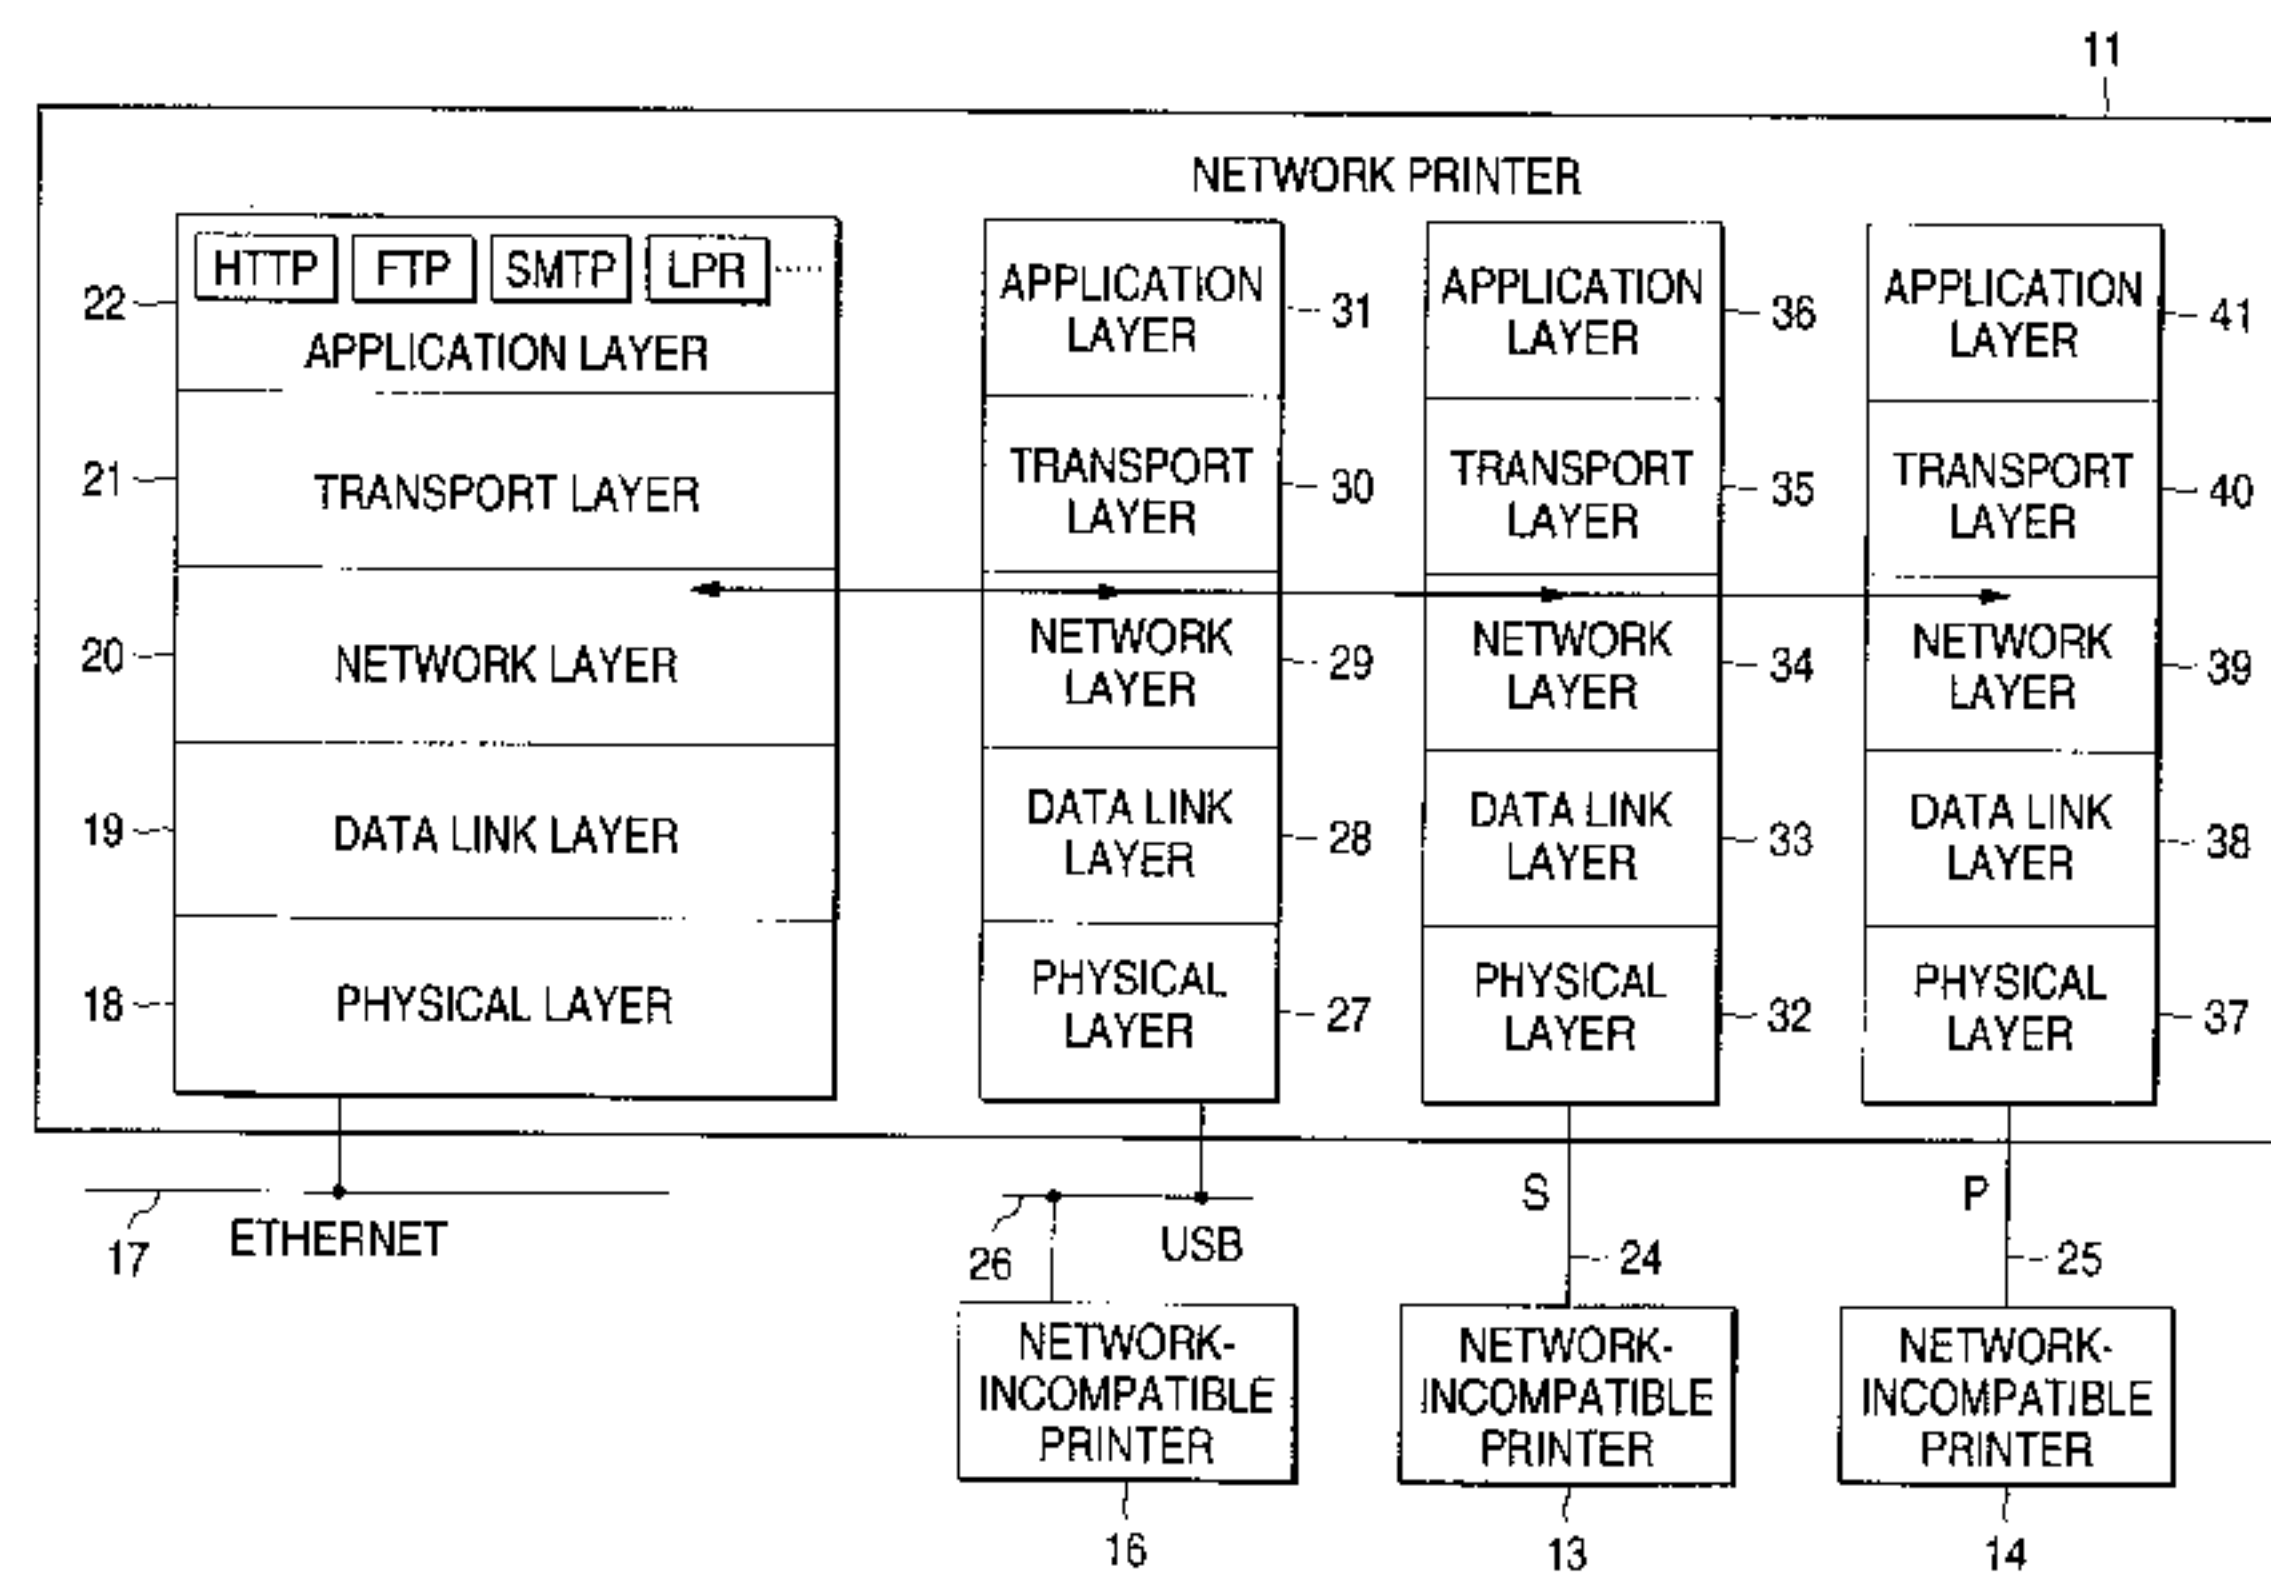 11
NETWORK PRINTER
HTTP FTP SMTP LPR
22
APPLICATION LAYER
21
TRANSPORT LAYER
20
NETWORK LAYER
19
DATA LINK LAYER
18
PHYSICAL LAYER
APPLICATION
LAYER
31
TRANSPORT
LAYER
30
NETWORK
LAYER
29
DATA LINK
LAYER
28
PHYSICAL
LAYER
27
APPLICATION
LAYER
36
TRANSPORT
LAYER
35
NETWORK
LAYER
34
DATA LINK
LAYER
33
PHYSICAL
LAYER
32
APPLICATION
LAYER
41
TRANSPORT
LAYER
40
NETWORK
LAYER
39
DATA LINK
LAYER
38
PHYSICAL
LAYER
37
17
ETHERNET
26
USB
S
24
P
25
NETWORK-
INCOMPATIBLE
PRINTER
16
NETWORK-
INCOMPATIBLE
PRINTER
13
NETWORK-
INCOMPATIBLE
PRINTER
14